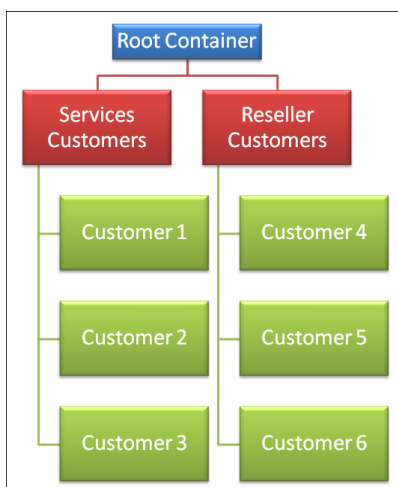 Root Container
Services
Customers
Reseller
Customers
Customer 1
Customer 4
Customer 2
Customer 5
Customer 3
Customer 6